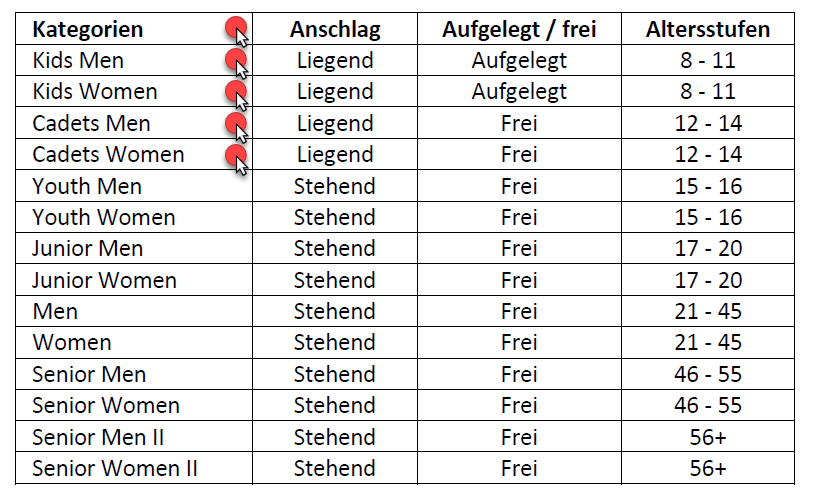 Kategorien Anschlag Aufgelegt / frei Altersstufen
Kids Men Liegend Aufgelegt 8 - 11
Kids Women Liegend Aufgelegt 8 - 11
Cadets Men Liegend Frei 12 - 14
Cadets Women Liegend Frei 12 - 14
Youth Men Stehend Frei 15 - 16
Youth Women Stehend Frei 15 - 16
Junior Men Stehend Frei 17 - 20
Junior Women Stehend Frei 17 - 20
Men Stehend Frei 21 - 45
Women Stehend Frei 21 - 45
Senior Men Stehend Frei 46 - 55
Senior Women Stehend Frei 46 - 55
Senior Men II Stehend Frei 56+
Senior Women II Stehend Frei 56+